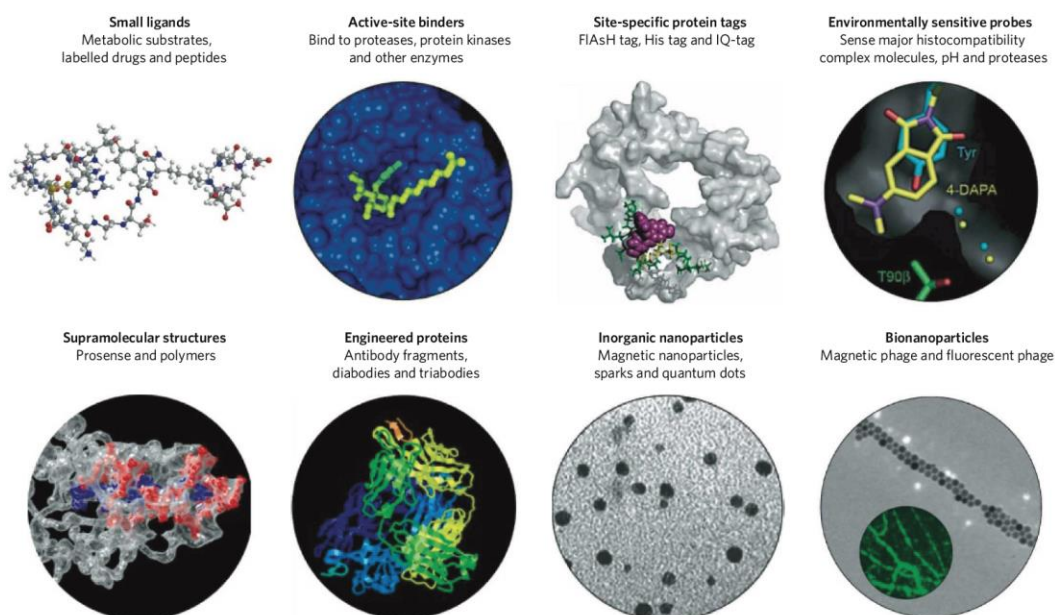 Small ligands
Metabolic substrates,
labelled drugs and peptides
Active-site binders
Bind to proteases, protein kinases
and other enzymes
Site-specific protein tags
FlAsH tag, His tag and IQ-tag
Environmentally sensitive probes
Sense major histocompatibility
complex molecules, pH and proteases
Tyr
4-DAPA
T90β
Supramolecular structures
Prosense and polymers
Engineered proteins
Antibody fragments,
diabodies and triabodies
Inorganic nanoparticles
Magnetic nanoparticles,
sparks and quantum dots
Bionanoparticles
Magnetic phage and fluorescent phage